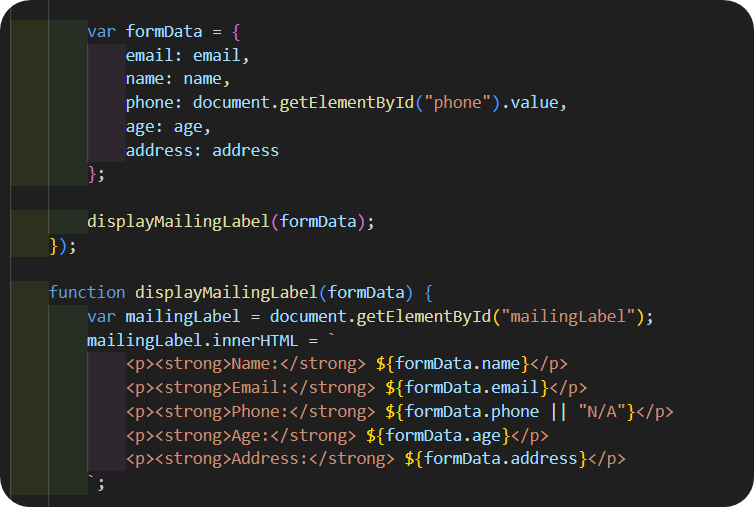 var formData = {
email: email,
name: name,
phone: document.getElementById("phone").value,
age: age,
address: address
};
displayMailingLabel(formData);
});
function displayMailingLabel(formData) {
var mailingLabel = document.getElementById("mailingLabel");
mailingLabel.innerHTML = `
<p><strong>Name:</strong> ${formData.name}</p>
<p><strong>Email:</strong> ${formData.email}</p>
<p><strong>Phone:</strong> ${formData.phone || "N/A"}</p>
<p><strong>Age:</strong> ${formData.age}</p>
<p><strong>Address:</strong> ${formData.address}</p>
`;